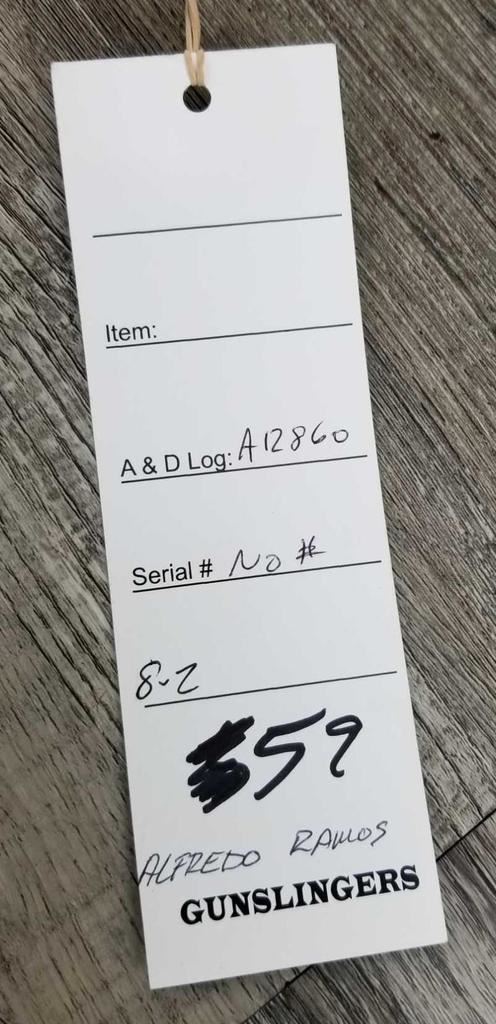 Item:
A & D Log: A12860
Serial # No #
8-2
$59
ALFREDO RAMOS
GUNSLINGERS